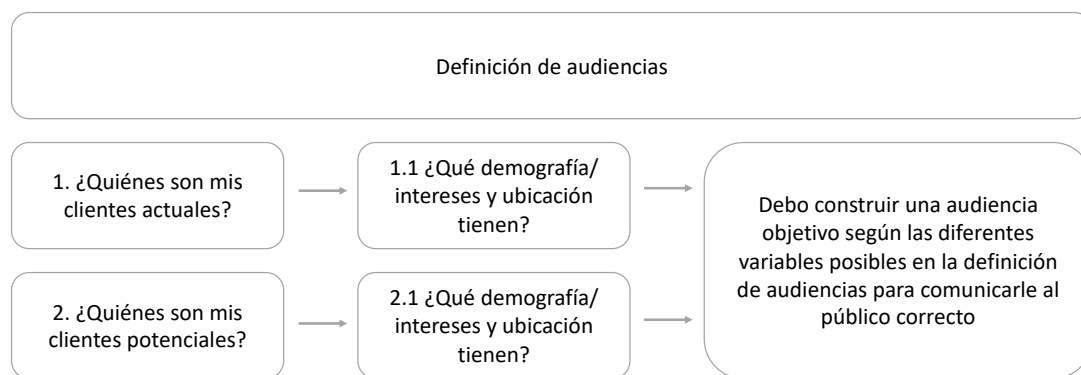 Definición de audiencias
1. ¿Quiénes son mis
clientes actuales?
1.1 ¿Qué demografía/
intereses y ubicación
tienen?
2. ¿Quiénes son mis
clientes potenciales?
2.1 ¿Qué demografía/
intereses y ubicación
tienen?
Debo construir una audiencia
objetivo según las diferentes
variables posibles en la definición
de audiencias para comunicarle al
público correcto